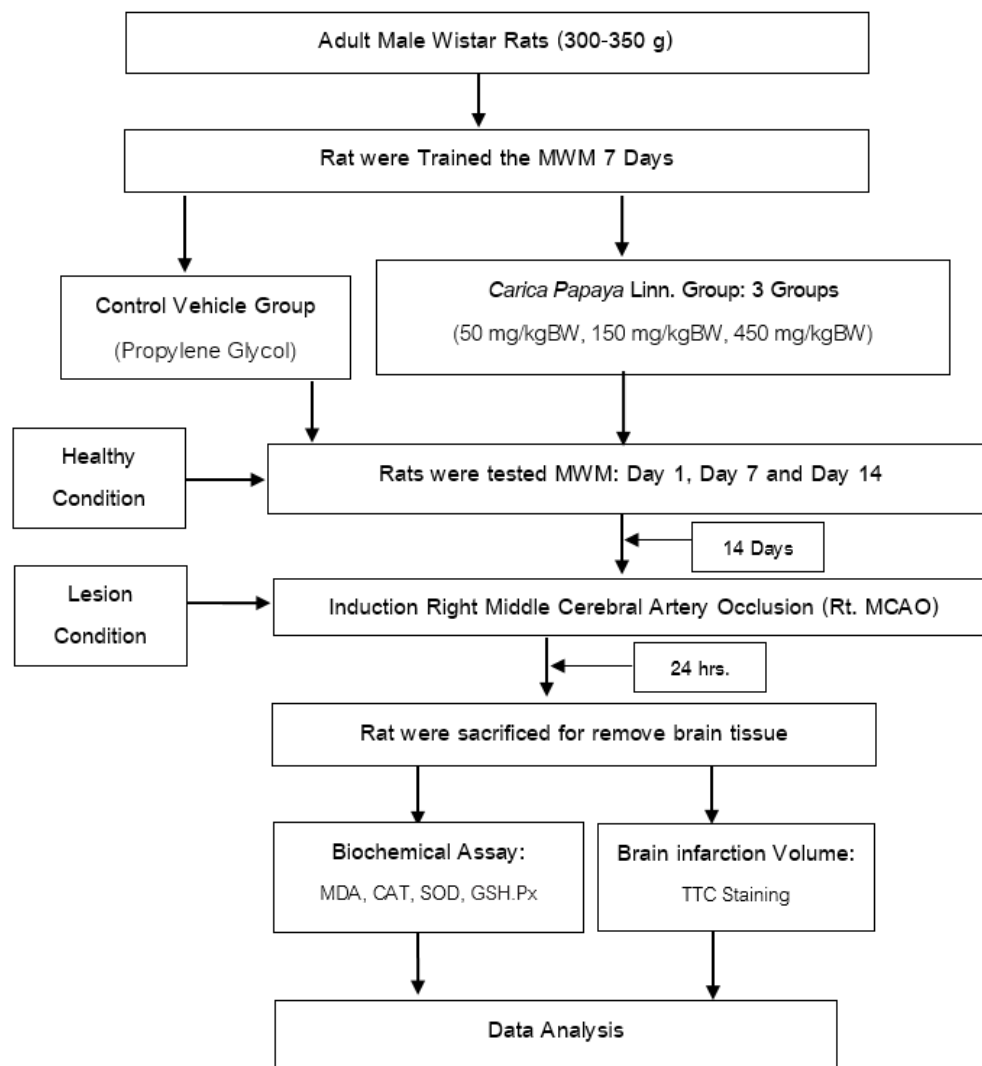 Adult Male Wistar Rats (300-350 g)
Rat were Trained the MWM 7 Days
Control Vehicle Group
(Propylene Glycol)
Carica Papaya Linn. Group: 3 Groups
(50 mg/kgBW, 150 mg/kgBW, 450 mg/kgBW)
Healthy
Condition
Rats were tested MWM: Day 1, Day 7 and Day 14
14 Days
Lesion
Condition
Induction Right Middle Cerebral Artery Occlusion (Rt. MCAO)
24 hrs.
Rat were sacrificed for remove brain tissue
Biochemical Assay:
MDA, CAT, SOD, GSH.Px
Brain infarction Volume:
TTC Staining
Data Analysis